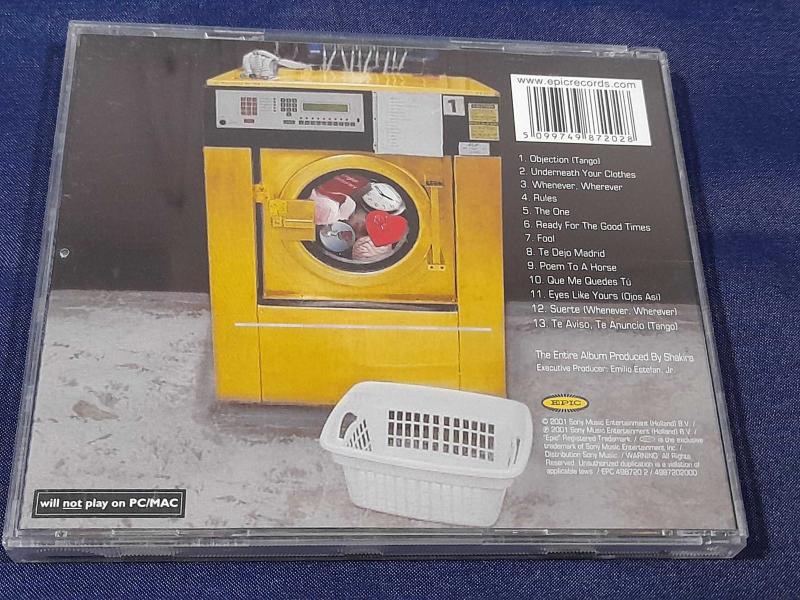 www.epicrecords.com
5 099749 872028
1
1. Objection (Tango)
2. Underneath Your Clothes
3. Whenever, Wherever
4. Rules
5. The One
6. Ready For The Good Times
7. Fool
8. Te Dejo Madrid
9. Poem To A Horse
10. Que Me Quedes Tú
11. Eyes Like Yours (Ojos Así)
12. Suerte (Whenever, Wherever)
13. Te Aviso, Te Anuncio (Tango)
The Entire Album Produced By Shakira
Executive Producer: Emilio Estefan, Jr.
EPIC
© 2001 Sony Music Entertainment (Holland) B.V. /
℗ 2001 Sony Music Entertainment (Holland) B.V. /
"Epic" Registered Trademark. / is the exclusive
trademark of Sony Music Entertainment Inc. /
Distribution Sony Music / WARNING: All Rights
Reserved. Unauthorized duplication is a violation of
applicable laws. / EPC 498720 2 / 4987202000
will not play on PC/MAC